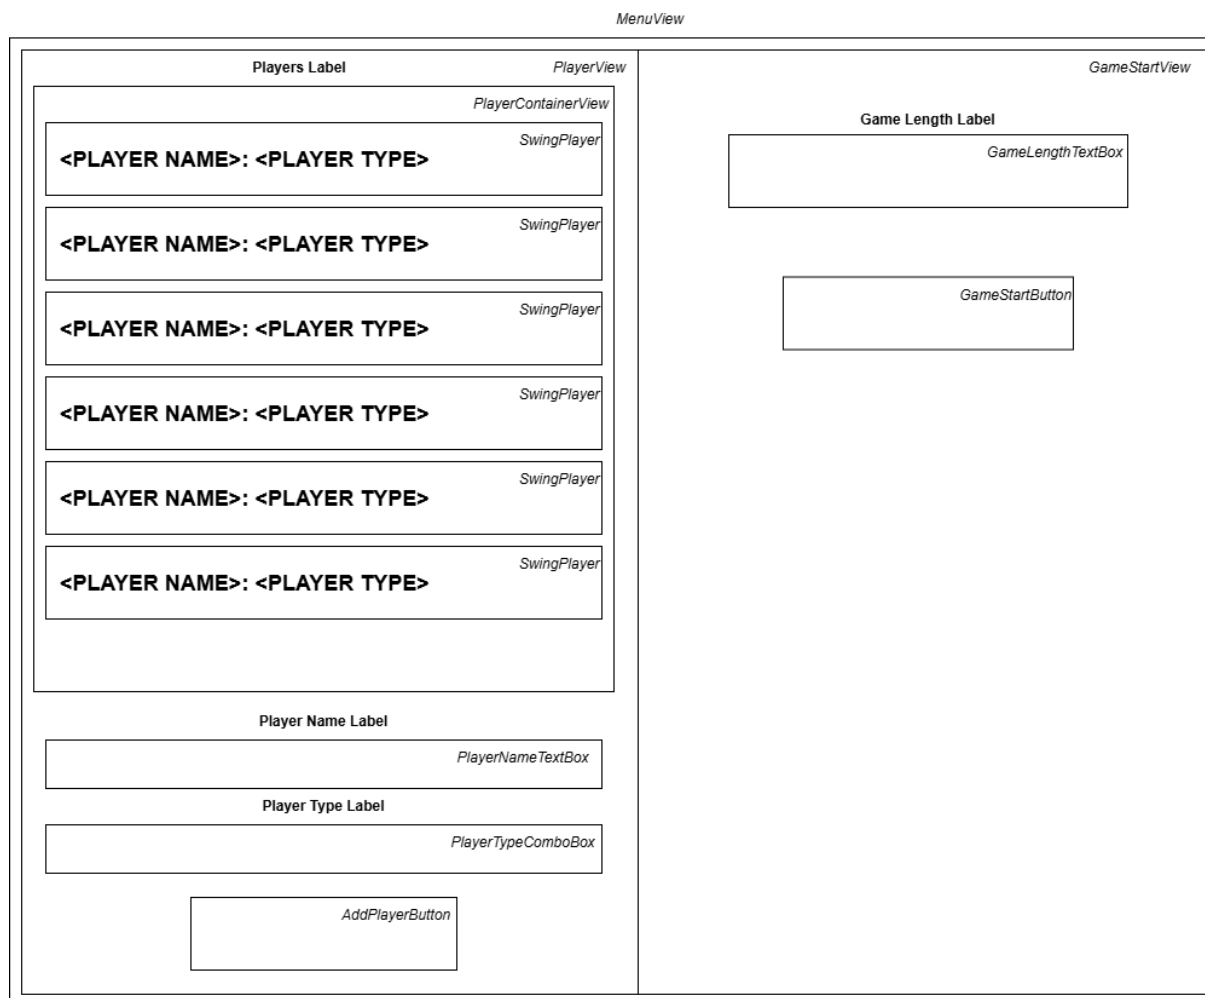 MenuView
Players Label
PlayerView
PlayerContainerView
SwingPlayer
<PLAYER NAME>: <PLAYER TYPE>
SwingPlayer
<PLAYER NAME>: <PLAYER TYPE>
SwingPlayer
<PLAYER NAME>: <PLAYER TYPE>
SwingPlayer
<PLAYER NAME>: <PLAYER TYPE>
SwingPlayer
<PLAYER NAME>: <PLAYER TYPE>
SwingPlayer
<PLAYER NAME>: <PLAYER TYPE>
Player Name Label
PlayerNameTextBox
Player Type Label
PlayerTypeComboBox
AddPlayerButton
GameStartView
Game Length Label
GameLengthTextBox
GameStartButton